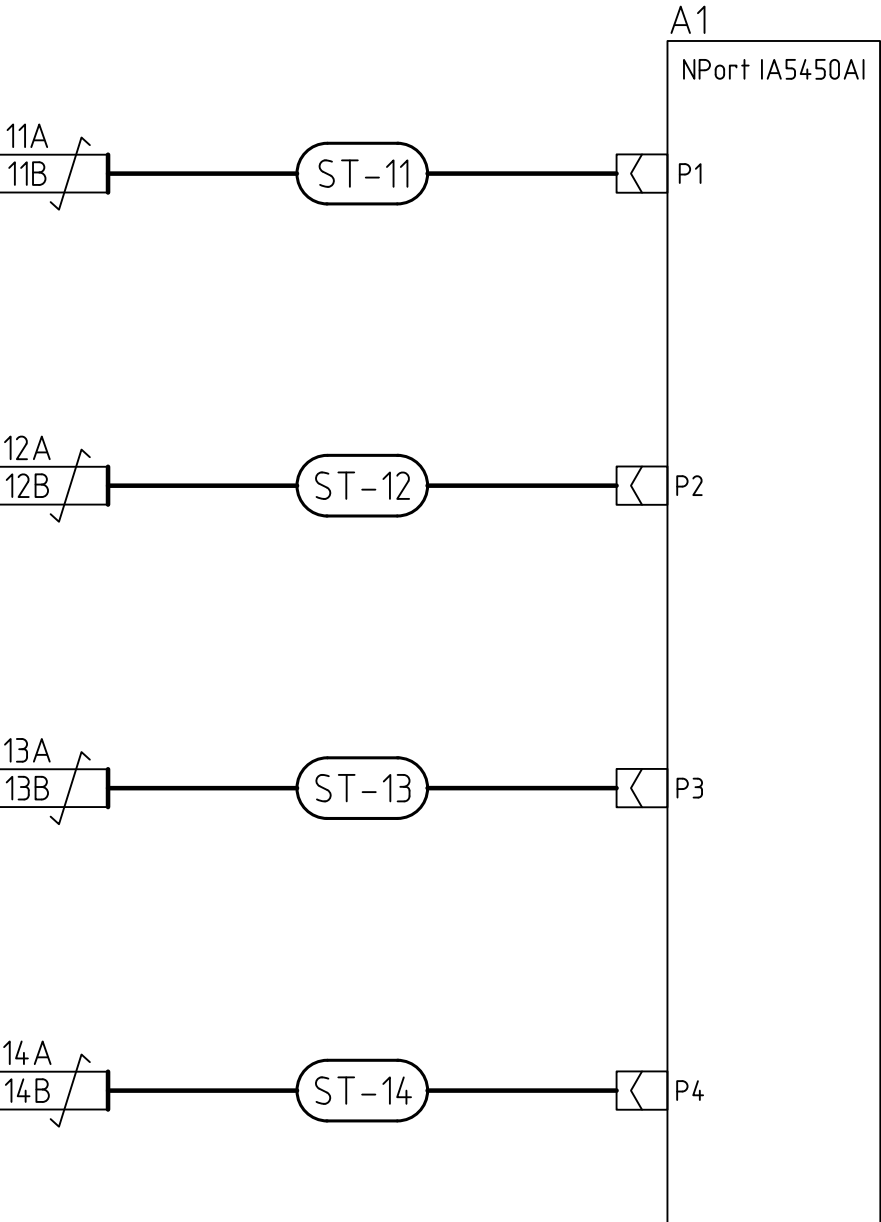 A1
NPort IA5450AI
11A
11B
ST-11
P1
12A
12B
ST-12
P2
13A
13B
ST-13
P3
14A
14B
ST-14
P4